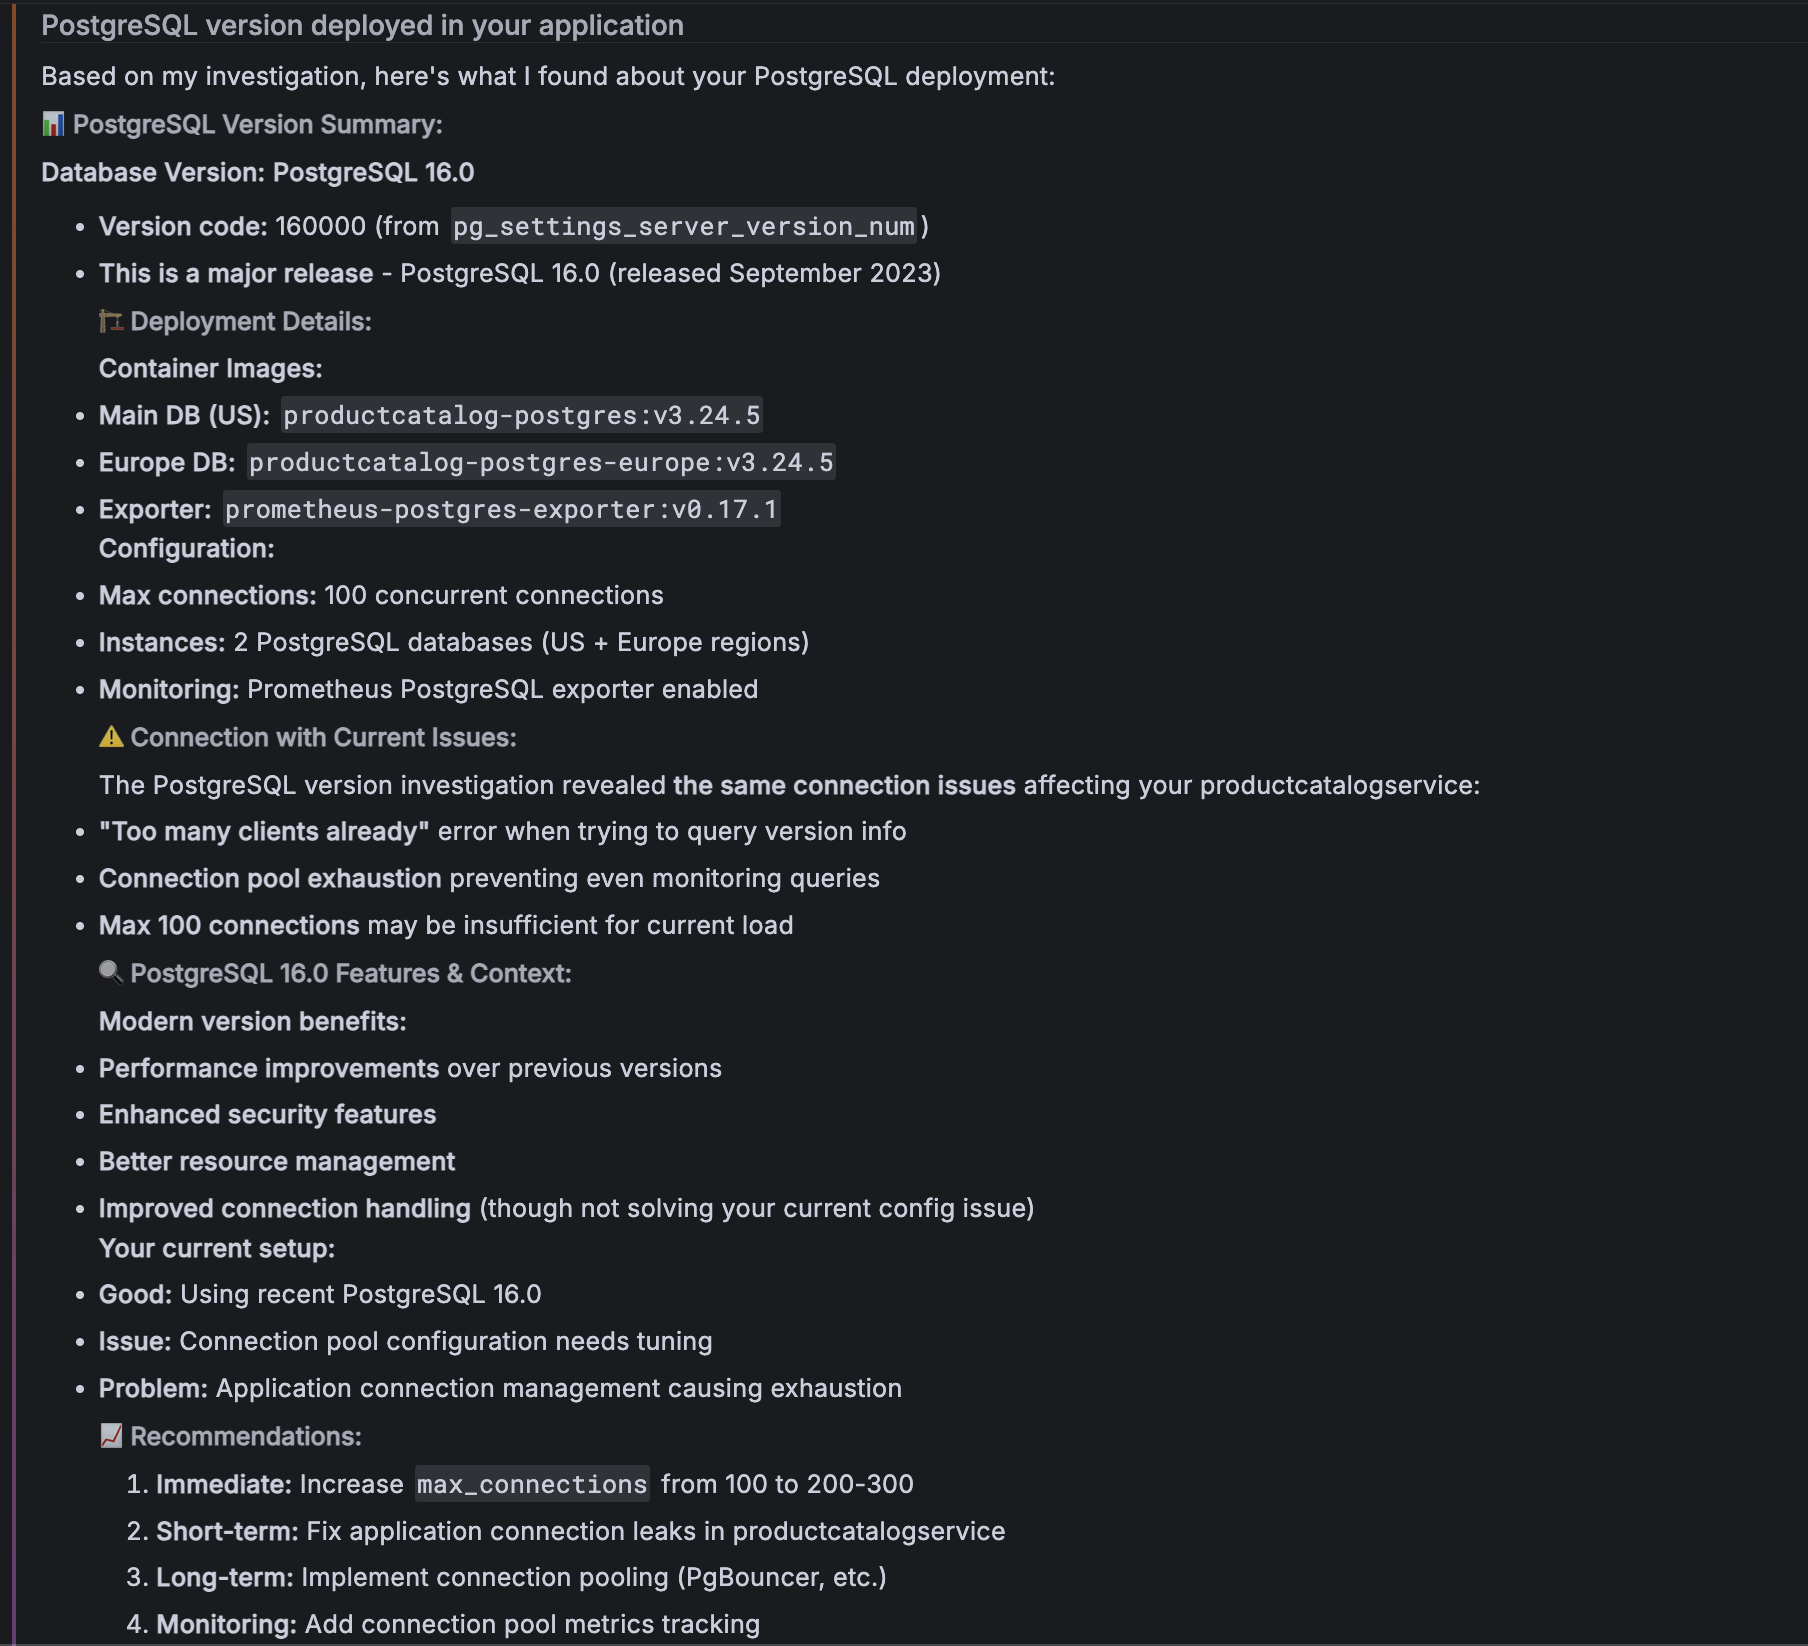 PostgreSQL version deployed in your application
Based on my investigation, here's what I found about your PostgreSQL deployment:
📊 PostgreSQL Version Summary:
Database Version: PostgreSQL 16.0
• Version code: 160000 (from pg_settings_server_version_num)
• This is a major release - PostgreSQL 16.0 (released September 2023)
🏗️ Deployment Details:
Container Images:
• Main DB (US): productcatalog-postgres:v3.24.5
• Europe DB: productcatalog-postgres-europe:v3.24.5
• Exporter: prometheus-postgres-exporter:v0.17.1
Configuration:
• Max connections: 100 concurrent connections
• Instances: 2 PostgreSQL databases (US + Europe regions)
• Monitoring: Prometheus PostgreSQL exporter enabled
⚠️ Connection with Current Issues:
The PostgreSQL version investigation revealed the same connection issues affecting your productcatalogservice:
• "Too many clients already" error when trying to query version info
• Connection pool exhaustion preventing even monitoring queries
• Max 100 connections may be insufficient for current load
🔍 PostgreSQL 16.0 Features & Context:
Modern version benefits:
• Performance improvements over previous versions
• Enhanced security features
• Better resource management
• Improved connection handling (though not solving your current config issue)
Your current setup:
• Good: Using recent PostgreSQL 16.0
• Issue: Connection pool configuration needs tuning
• Problem: Application connection management causing exhaustion
📈 Recommendations:
1. Immediate: Increase max_connections from 100 to 200-300
2. Short-term: Fix application connection leaks in productcatalogservice
3. Long-term: Implement connection pooling (PgBouncer, etc.)
4. Monitoring: Add connection pool metrics tracking